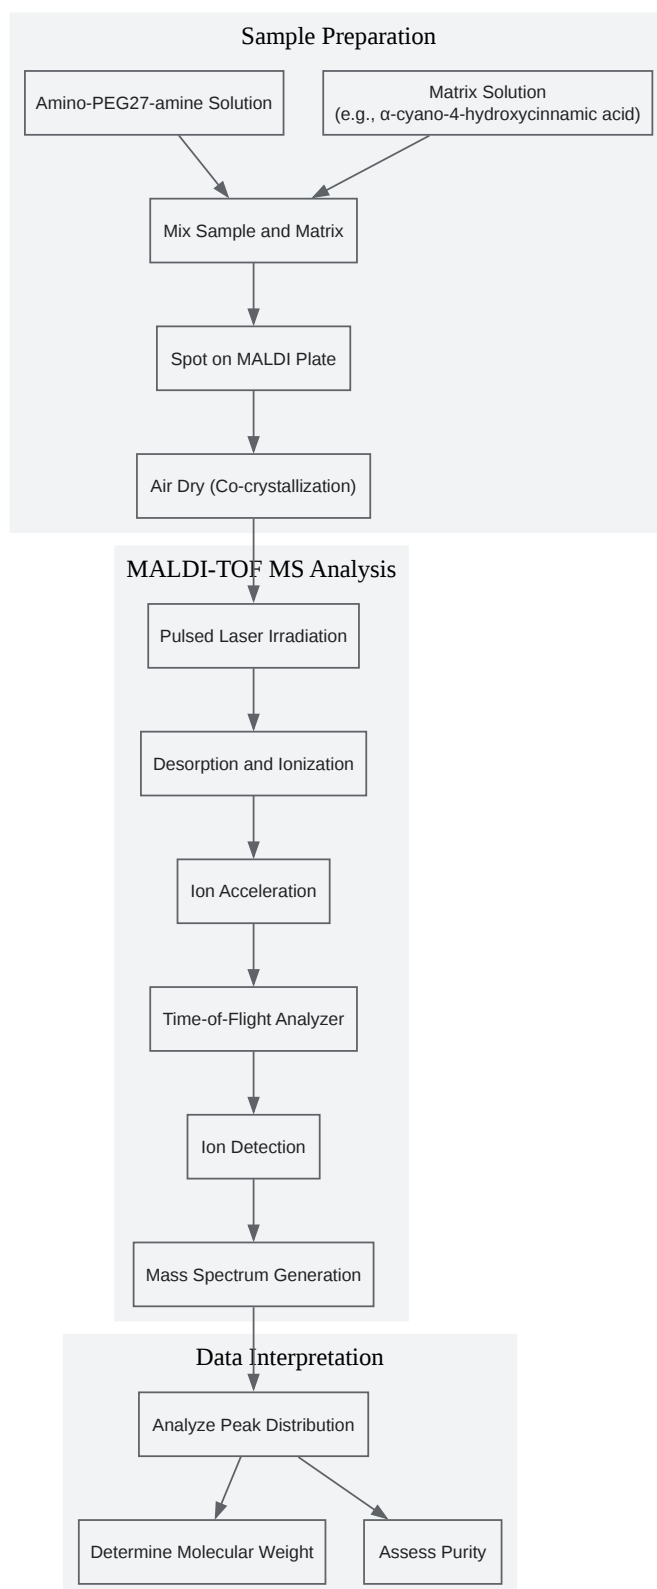 Sample Preparation
Amino-PEG27-amine Solution
Matrix Solution
(e.g., α-cyano-4-hydroxycinnamic acid)
Mix Sample and Matrix
Spot on MALDI Plate
Air Dry (Co-crystallization)
MALDI-TOF MS Analysis
Pulsed Laser Irradiation
Desorption and Ionization
Ion Acceleration
Time-of-Flight Analyzer
Ion Detection
Mass Spectrum Generation
Data Interpretation
Analyze Peak Distribution
Determine Molecular Weight
Assess Purity